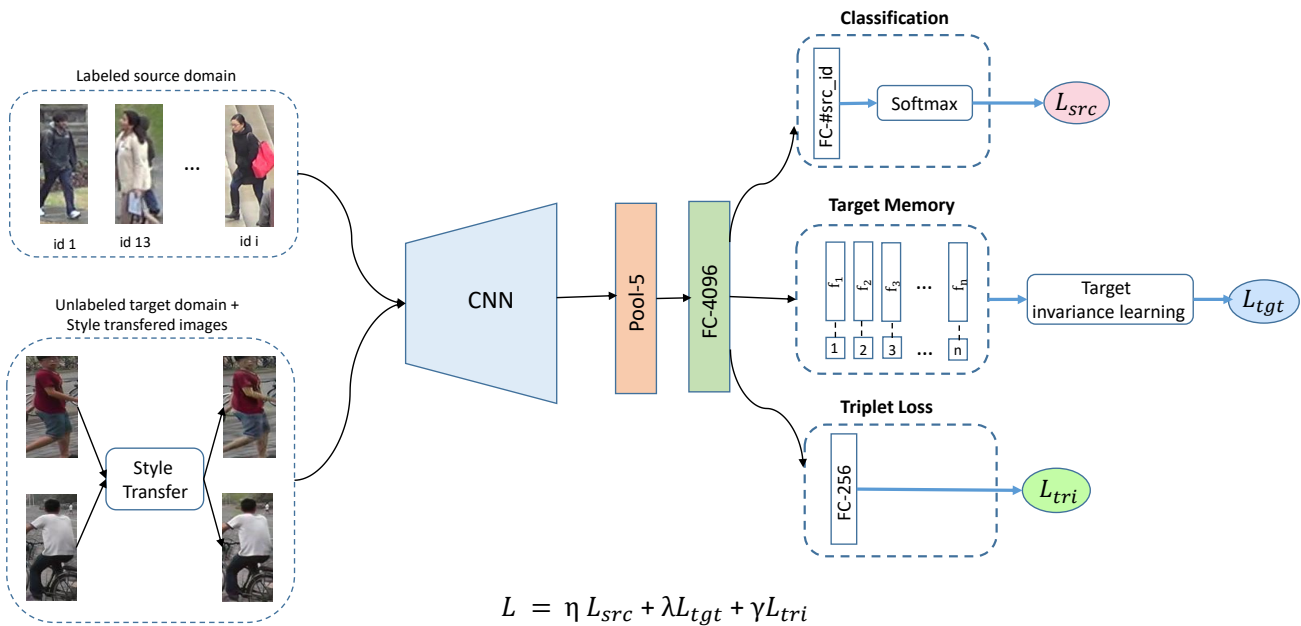 Classification
Labeled source domain
FC-#src_id
Softmax
L_src
...
id 1
id 13
id i
Target Memory
CNN
Pool-5
FC-4096
f_1
f_2
f_3
...
f_n
1
2
3
...
n
Target
invariance learning
L_tgt
Unlabeled target domain +
Style transfered images
Style
Transfer
Triplet Loss
FC-256
L_tri
L = η L_src + λL_tgt + γL_tri